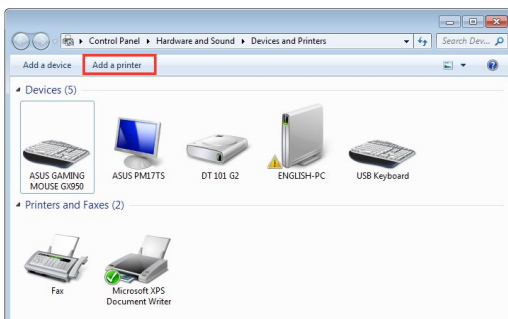 Control Panel ▸ Hardware and Sound ▸ Devices and Printers
Search Dev...
Add a device
Add a printer
Devices (5)
ASUS GAMING
MOUSE GX950
ASUS PM17TS
DT 101 G2
ENGLISH-PC
USB Keyboard
Printers and Faxes (2)
Fax
Microsoft XPS
Document Writer